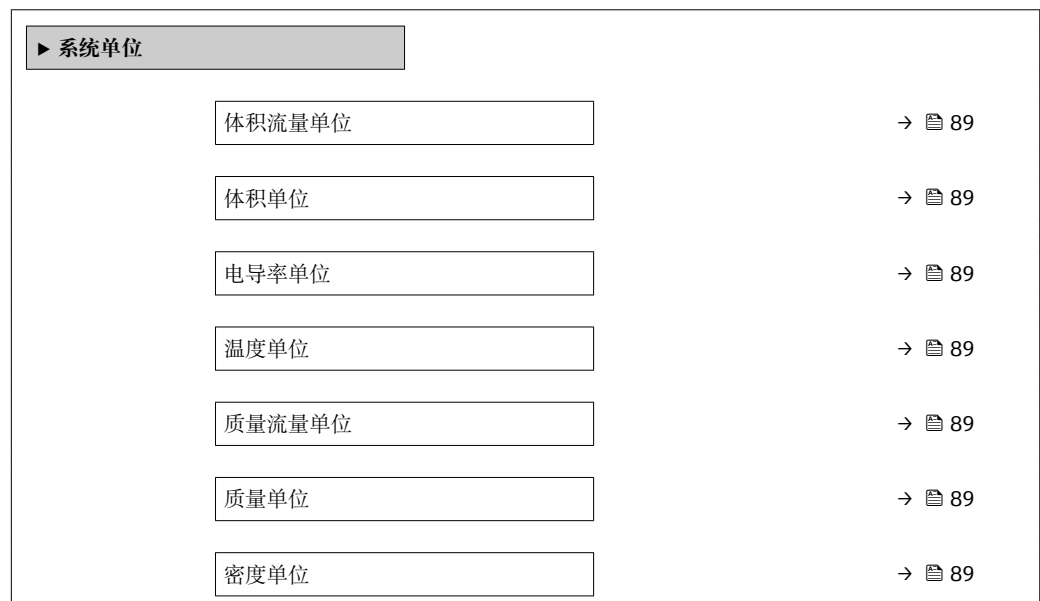 ▶ 系统单位
体积流量单位 → 🖹 89
体积单位 → 🖹 89
电导率单位 → 🖹 89
温度单位 → 🖹 89
质量流量单位 → 🖹 89
质量单位 → 🖹 89
密度单位 → 🖹 89